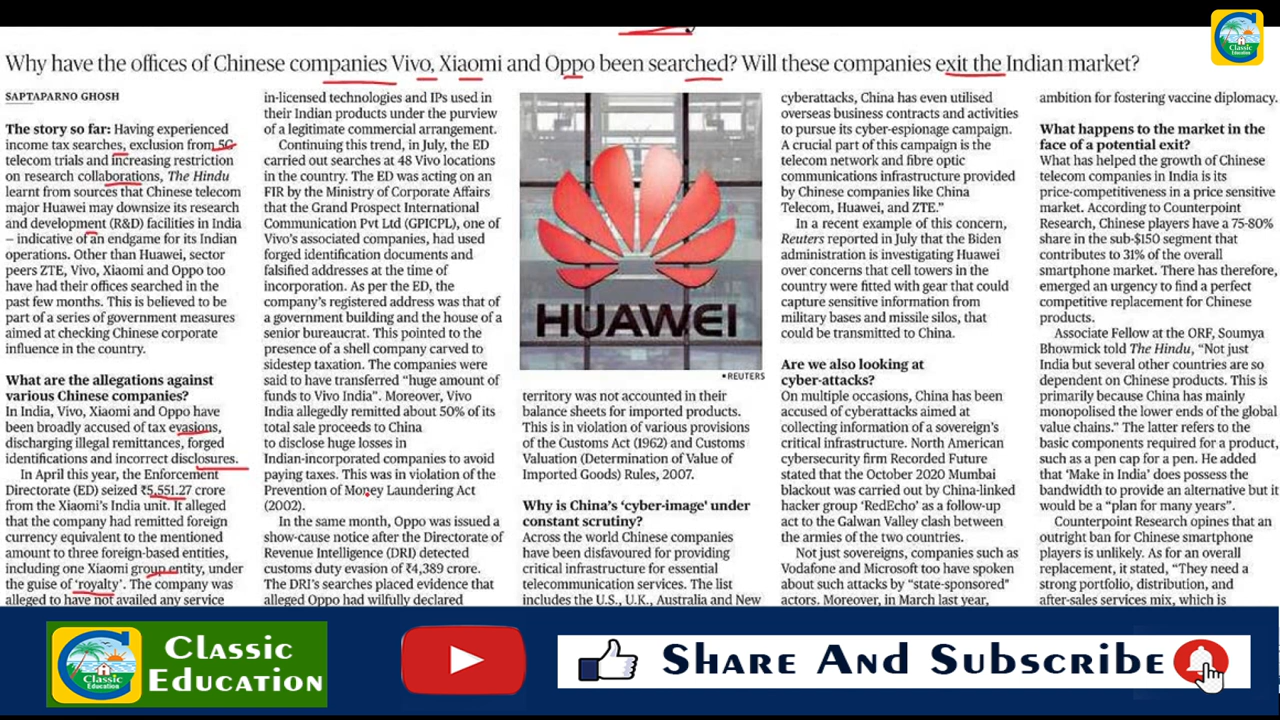 Why have the offices of Chinese companies Vivo, Xiaomi and Oppo been searched? Will these companies exit the Indian market?
SAPTAPARNO GHOSH
The story so far: Having experienced
income tax searches, exclusion from 5G
telecom trials and increasing restriction
on research collaborations, The Hindu
learnt from sources that Chinese telecom
major Huawei may downsize its research
and development (R&D) facilities in India
– indicative of an endgame for its Indian
operations. Other than Huawei, sector
peers ZTE, Vivo, Xiaomi and Oppo too
have had their offices searched in the
past few months. This is believed to be
part of a series of government measures
aimed at checking Chinese corporate
influence in the country.
What are the allegations against
various Chinese companies?
In India, Vivo, Xiaomi and Oppo have
been broadly accused of tax evasions,
discharging illegal remittances, forged
identifications and incorrect disclosures.
In April this year, the Enforcement
Directorate (ED) seized ₹5,551.27 crore
from the Xiaomi's India unit. It alleged
that the company had remitted foreign
currency equivalent to the mentioned
amount to three foreign-based entities,
including one Xiaomi group entity, under
the guise of 'royalty'. The company was
alleged to have not availed any service
in-licensed technologies and IPs used in
their Indian products under the purview
of a legitimate commercial arrangement.
Continuing this trend, in July, the ED
carried out searches at 48 Vivo locations
in the country. The ED was acting on an
FIR by the Ministry of Corporate Affairs
that the Grand Prospect International
Communication Pvt Ltd (GPICPL), one of
Vivo's associated companies, had used
forged identification documents and
falsified addresses at the time of
incorporation. As per the ED, the
company's registered address was that of
a government building and the house of a
senior bureaucrat. This pointed to the
presence of a shell company carved to
sidestep taxation. The companies were
said to have transferred "huge amount of
funds to Vivo India". Moreover, Vivo
India allegedly remitted about 50% of its
total sale proceeds to China
to disclose huge losses in
Indian-incorporated companies to avoid
paying taxes. This was in violation of the
Prevention of Money Laundering Act
(2002).
In the same month, Oppo was issued a
show-cause notice after the Directorate of
Revenue Intelligence (DRI) detected
customs duty evasion of ₹4,389 crore.
The DRI's searches placed evidence that
alleged Oppo had wilfully declared
HUAWEI
•REUTERS
territory was not accounted in their
balance sheets for imported products.
This is in violation of various provisions
of the Customs Act (1962) and Customs
Valuation (Determination of Value of
Imported Goods) Rules, 2007.
Why is China's 'cyber-image' under
constant scrutiny?
Across the world Chinese companies
have been disfavoured for providing
critical infrastructure for essential
telecommunication services. The list
includes the U.S., U.K., Australia and New
cyberattacks, China has even utilised
overseas business contracts and activities
to pursue its cyber-espionage campaign.
A crucial part of this campaign is the
telecom network and fibre optic
communications infrastructure provided
by Chinese companies like China
Telecom, Huawei, and ZTE."
In a recent example of this concern,
Reuters reported in July that the Biden
administration is investigating Huawei
over concerns that cell towers in the
country were fitted with gear that could
capture sensitive information from
military bases and missile silos, that
could be transmitted to China.
Are we also looking at
cyber-attacks?
On multiple occasions, China has been
accused of cyberattacks aimed at
collecting information of a sovereign's
critical infrastructure. North American
cybersecurity firm Recorded Future
stated that the October 2020 Mumbai
blackout was carried out by China-linked
hacker group 'RedEcho' as a follow-up
act to the Galwan Valley clash between
the armies of the two countries.
Not just sovereigns, companies such as
Vodafone and Microsoft too have spoken
about such attacks by "state-sponsored"
actors. Moreover, in March last year,
ambition for fostering vaccine diplomacy.
What happens to the market in the
face of a potential exit?
What has helped the growth of Chinese
telecom companies in India is its
price-competitiveness in a price sensitive
market. According to Counterpoint
Research, Chinese players have a 75-80%
share in the sub-$150 segment that
contributes to 31% of the overall
smartphone market. There has therefore,
emerged an urgency to find a perfect
competitive replacement for Chinese
products.
Associate Fellow at the ORF, Soumya
Bhowmick told The Hindu, "Not just
India but several other countries are so
dependent on Chinese products. This is
primarily because China has mainly
monopolised the lower ends of the global
value chains." The latter refers to the
basic components required for a product,
such as a pen cap for a pen. He added
that 'Make in India' does possess the
bandwidth to provide an alternative but it
would be a "plan for many years".
Counterpoint Research opines that an
outright ban for Chinese smartphone
players is unlikely. As for an overall
replacement, it stated, "They need a
strong portfolio, distribution, and
after-sales services mix, which is
Classic
Education
Classic
Education
Classic
Education
Share And Subscribe